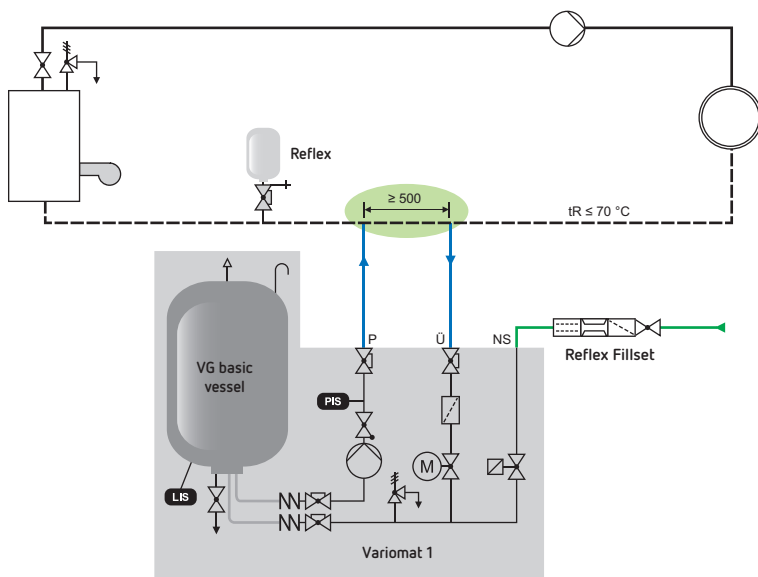 Reflex
≥ 500
tR ≤ 70 °C
P
Ü
NS
Reflex Fillset
VG basic
vessel
PIS
M
LIS
Variomat 1